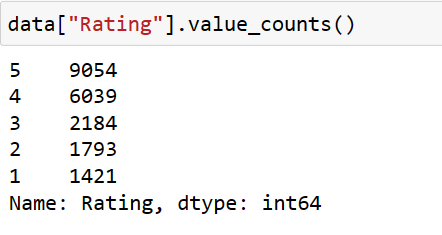 data["Rating"].value_counts()
5    9054
4    6039
3    2184
2    1793
1    1421
Name: Rating, dtype: int64